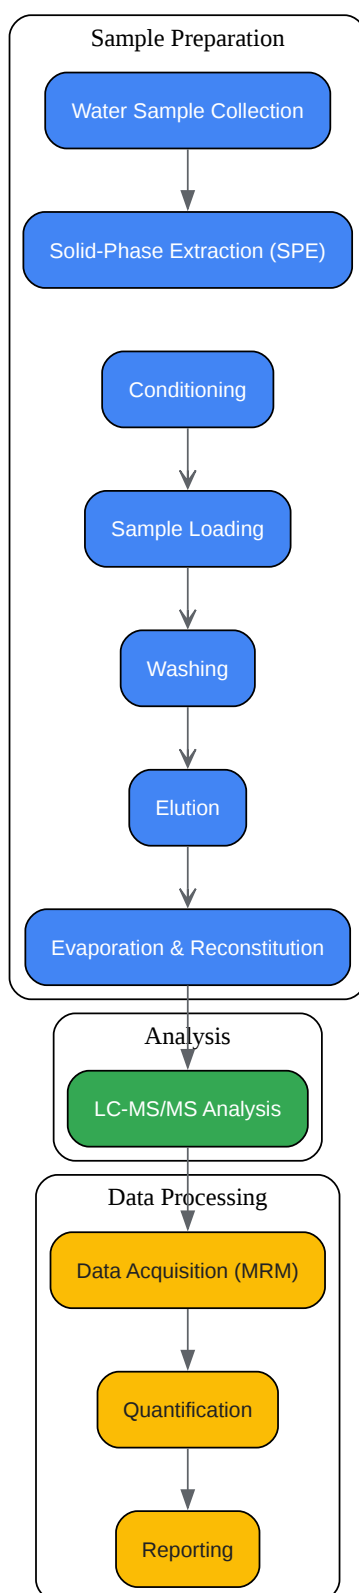 Sample Preparation
Water Sample Collection
Solid-Phase Extraction (SPE)
Conditioning
Sample Loading
Washing
Elution
Evaporation & Reconstitution
Analysis
LC-MS/MS Analysis
Data Processing
Data Acquisition (MRM)
Quantification
Reporting